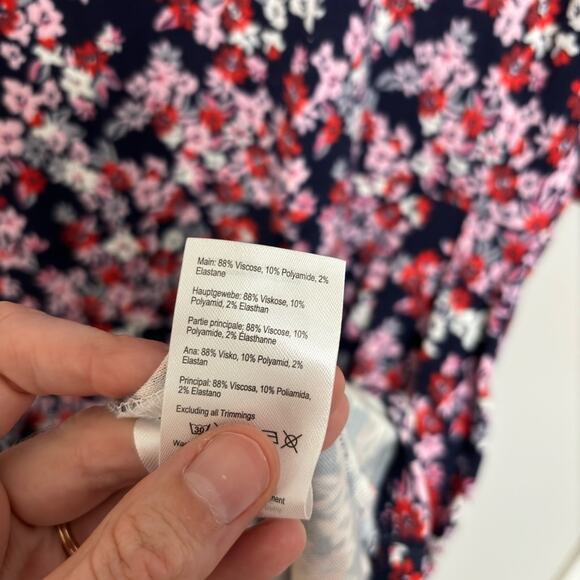 Main: 88% Viscose, 10% Polyamide, 2%
Elastane
Hauptgewebe: 88% Viskose, 10%
Polyamid, 2% Elasthan
Partie principale: 88% Viscose, 10%
Polyamide, 2% Élasthanne
Ana: 88% Visko, 10% Polyamid, 2%
Elastan
Principal: 88% Viscosa, 10% Poliamida,
2% Elastano
Excluding all Trimmings
30